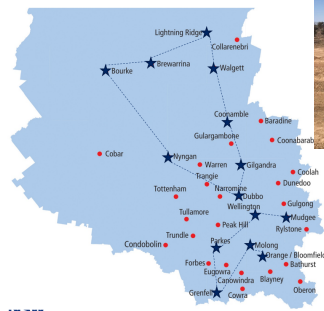 Lightning Ridge
Collarenebri
Brewarrina
Bourke
Walgett
Coonamble
Baradine
Gulargambone
Coonabarab
Cobar
Nyngan
Warren
Gilgandra
Coolah
Trangie
Dunedoo
Tottenham
Narromine
Dubbo
Gulgong
Wellington
Tullamore
Mudgee
Peak Hill
Rylstone
Trundle
Parkes
Condobolin
Molong
Orange / Bloomfield
Forbes
Bathurst
Eugowra
Blayney
Canowindra
Grenfell
Cowra
Oberon